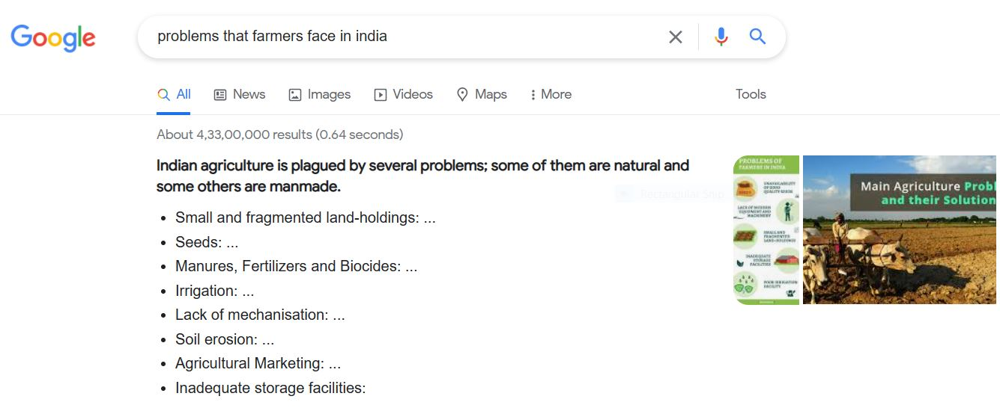 Google
problems that farmers face in india
All
News
Images
Videos
Maps
More
Tools
About 4,33,00,000 results (0.64 seconds)
Indian agriculture is plagued by several problems; some of them are natural and
some others are manmade.
• Small and fragmented land-holdings: ...
• Seeds: ...
• Manures, Fertilizers and Biocides: ...
• Irrigation: ...
• Lack of mechanisation: ...
• Soil erosion: ...
• Agricultural Marketing: ...
• Inadequate storage facilities:
Rectangular Snip
PROBLEMS OF
FARMERS IN INDIA
UNAVAILABILITY
OF GOOD
QUALITY SEEDS
LACK OF MODERN
EQUIPMENT AND
MACHINERY
SMALL AND
FRAGMENTED
LAND-HOLDINGS
INADEQUATE
STORAGE
FACILITIES
POOR IRRIGATION
FACILITY
Main Agriculture Probl
and their Solution